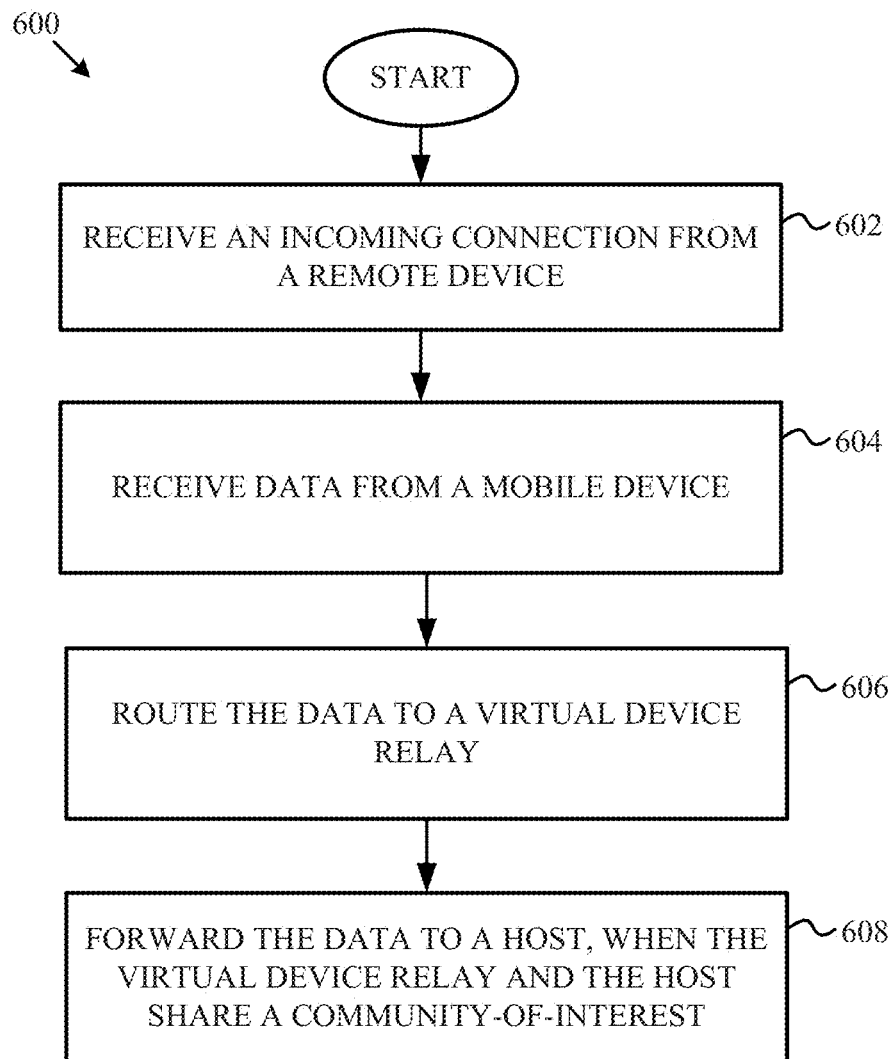 600
START
RECEIVE AN INCOMING CONNECTION FROM
A REMOTE DEVICE
602
RECEIVE DATA FROM A MOBILE DEVICE
604
ROUTE THE DATA TO A VIRTUAL DEVICE
RELAY
606
FORWARD THE DATA TO A HOST, WHEN THE
VIRTUAL DEVICE RELAY AND THE HOST
SHARE A COMMUNITY-OF-INTEREST
608